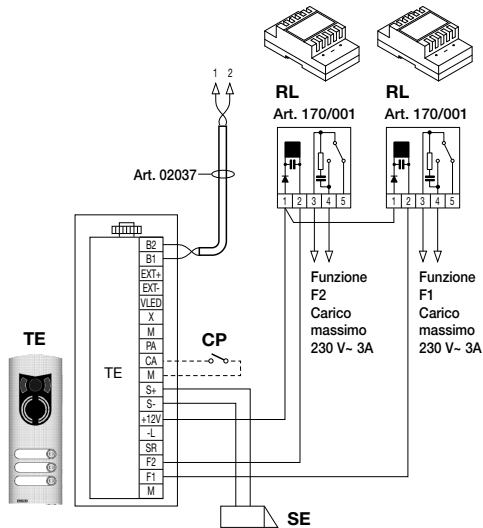 1 2
RL
RL
Art. 170/001
Art. 170/001
Art. 02037
1 2 3 4 5
1 2 3 4 5
Funzione
F2
Carico
massimo
230 V~ 3A
Funzione
F1
Carico
massimo
230 V~ 3A
TE
TE
B2
B1
EXT+
EXT-
VLED
X
M
PA
CA
M
S+
S-
+12V
-L
SR
F2
F1
M
CP
SE